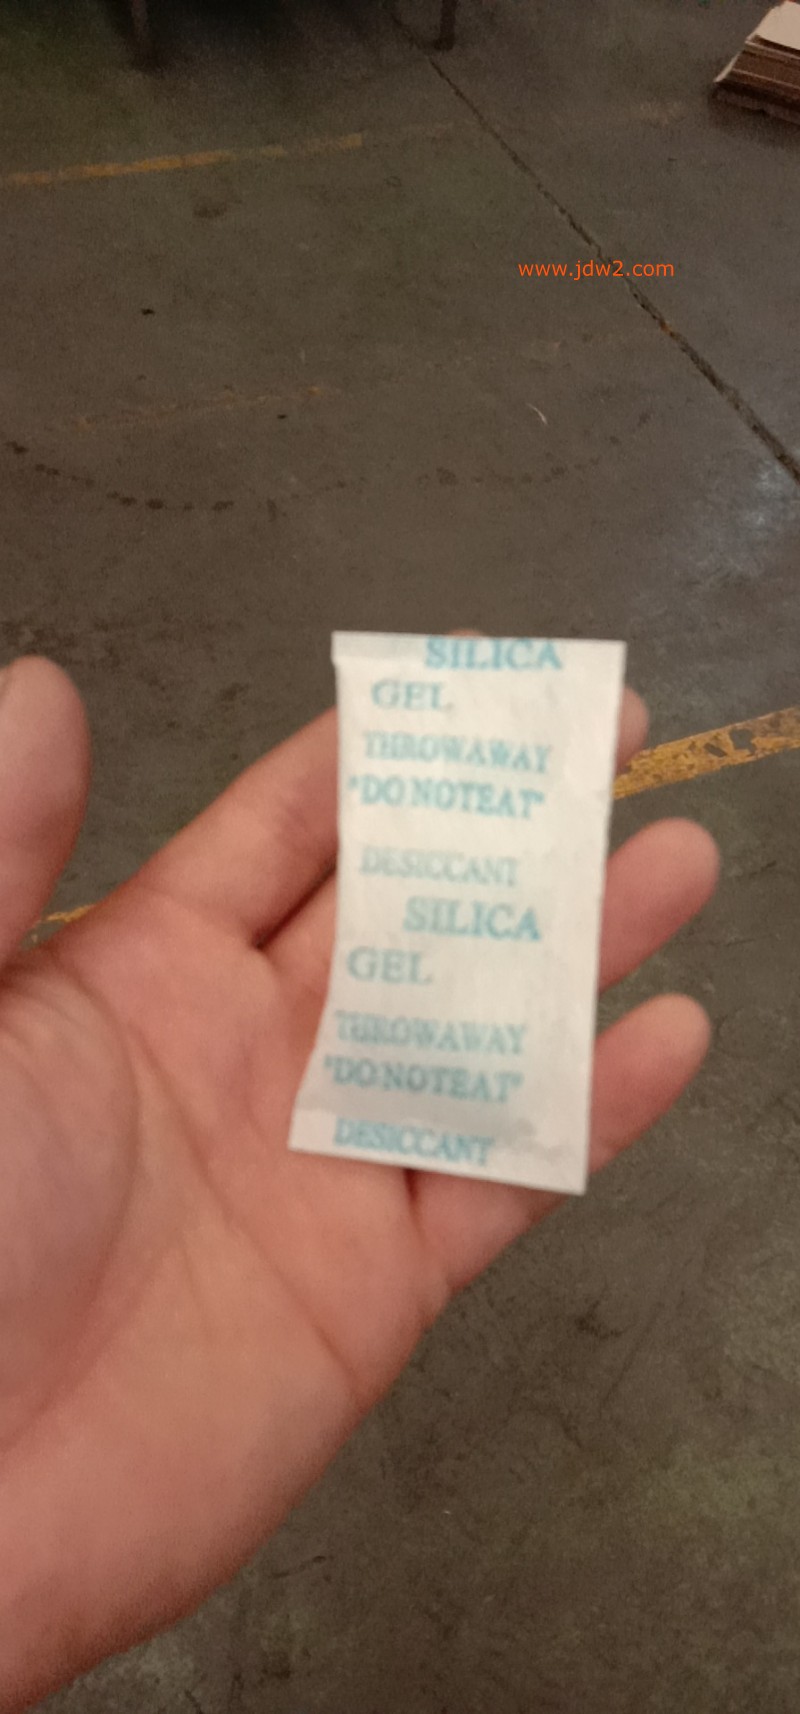 www.jdw2.com
SILICA
GEL
THROWAWAY
"DO NOT EAT"
DESICCANT
SILICA
GEL
THROWAWAY
"DO NOT EAT"
DESICCANT